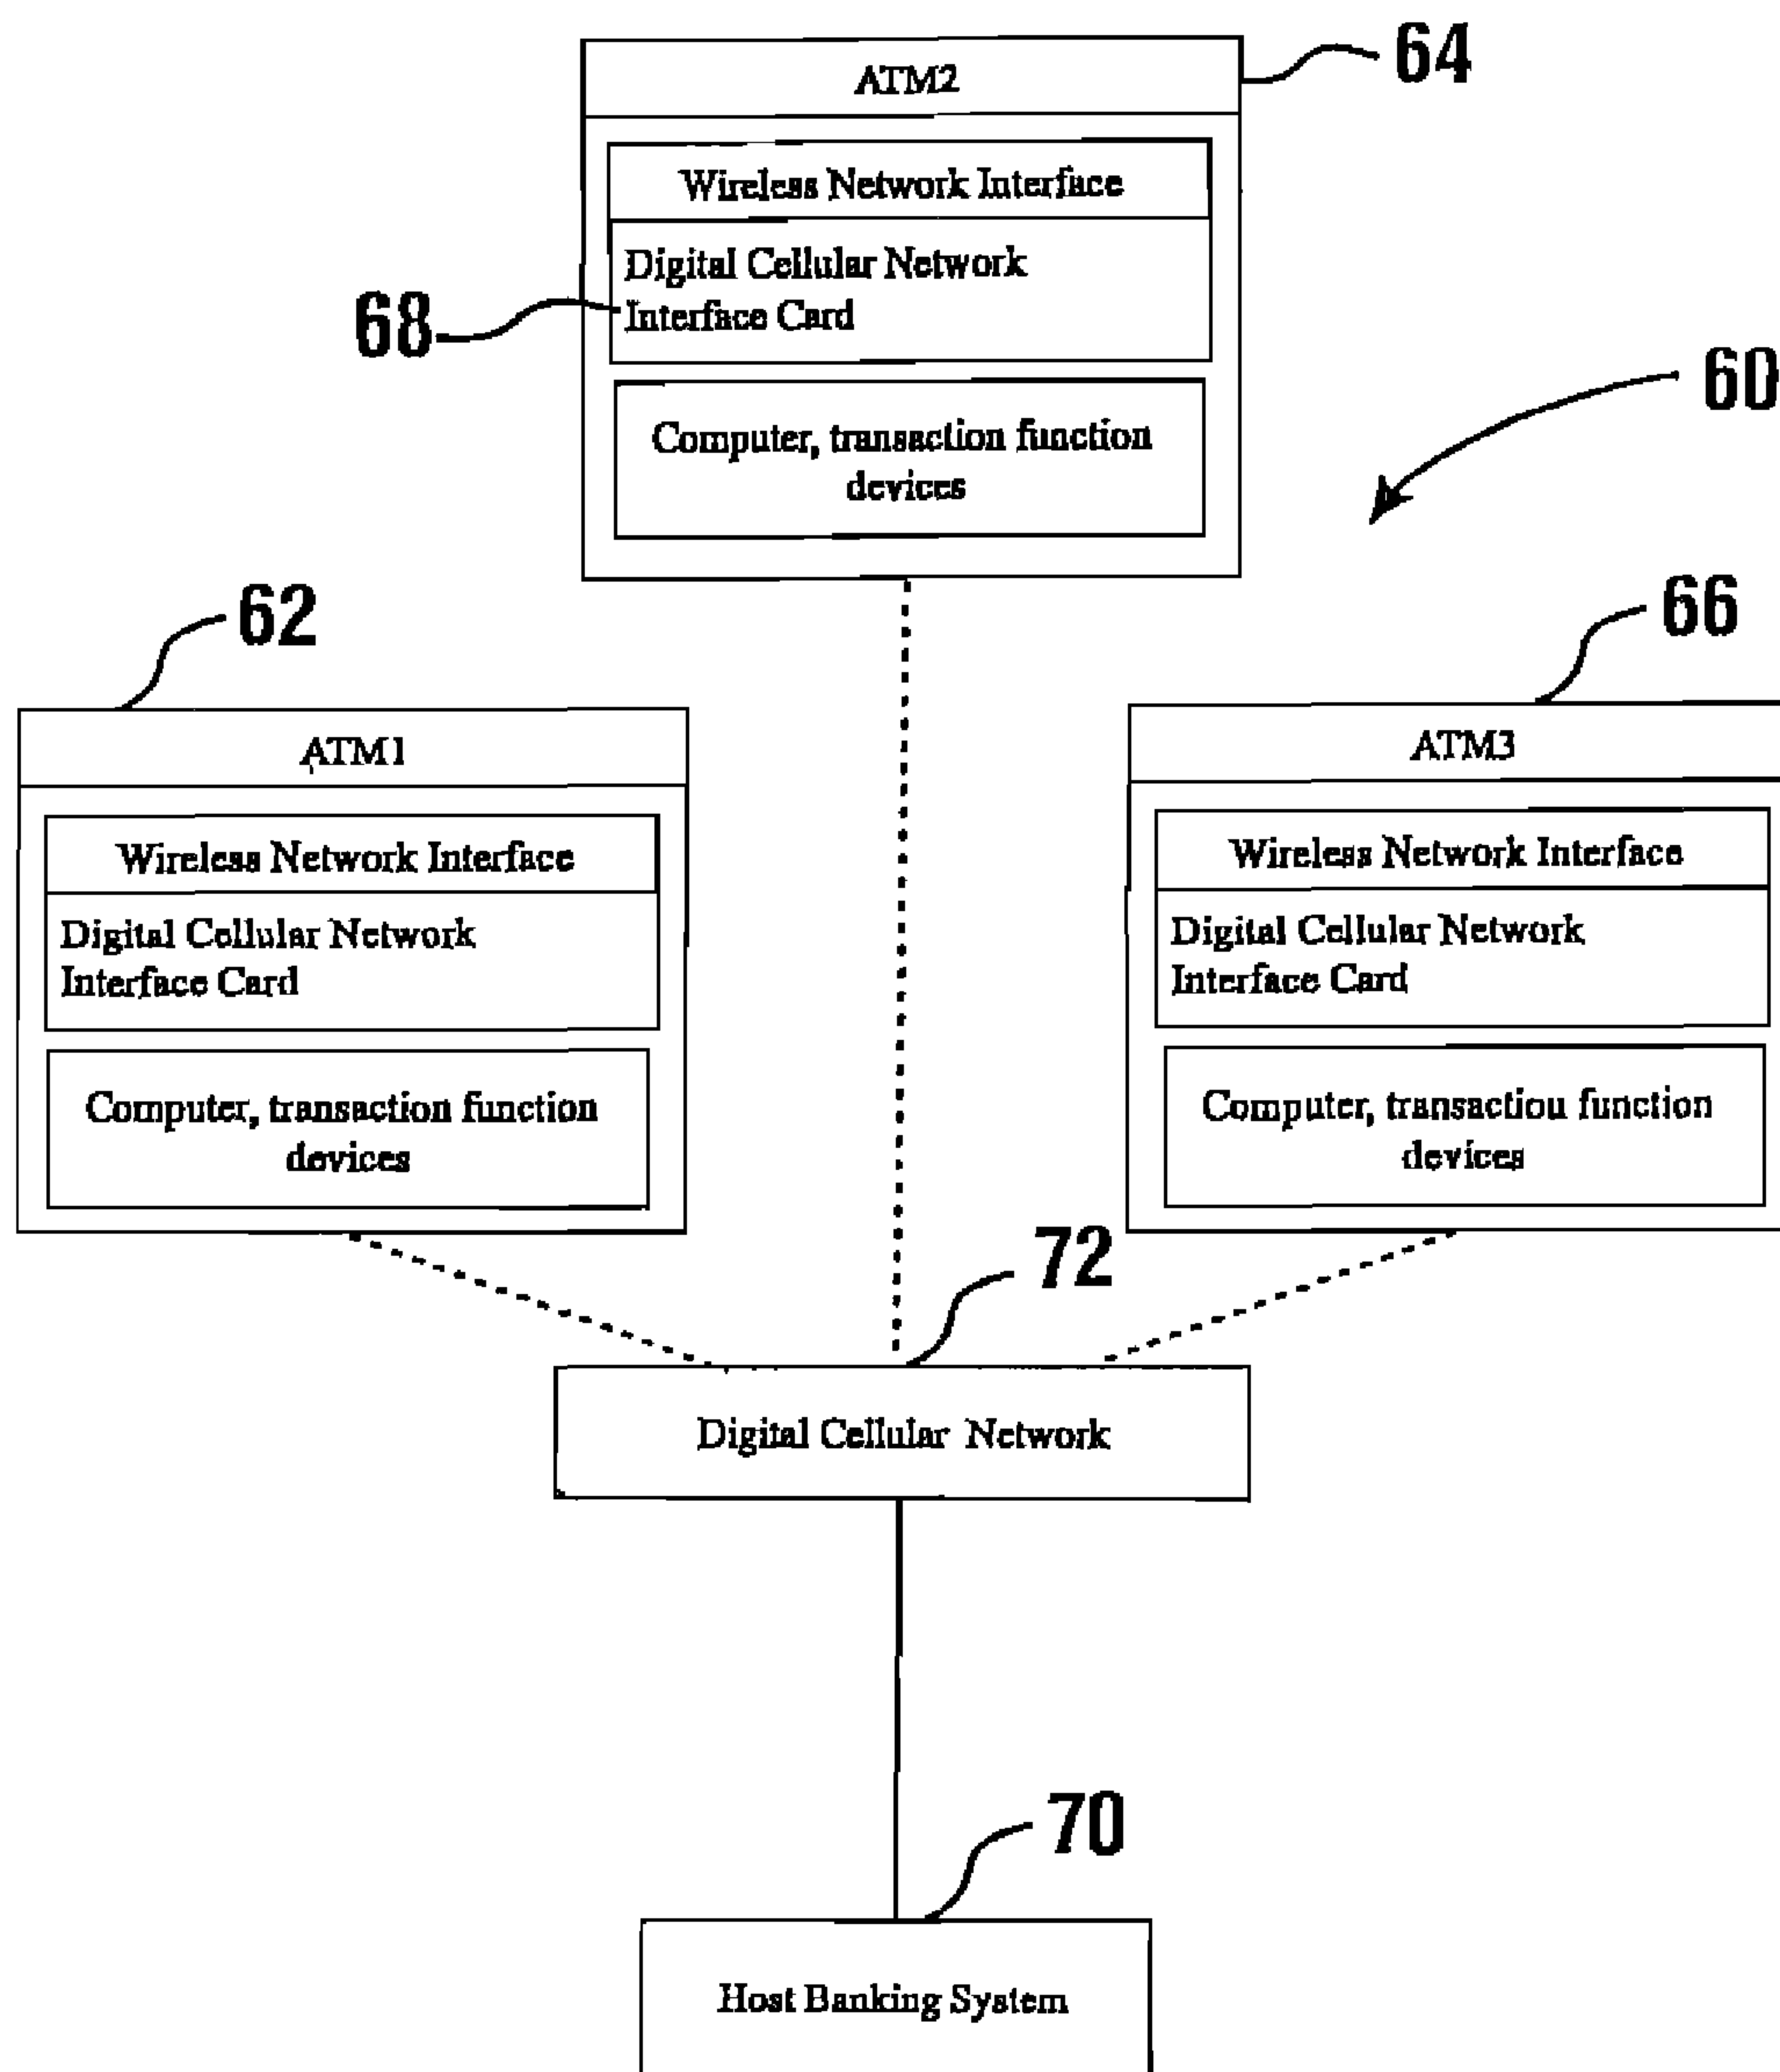 64
ATM2
Wireless Network Interface
Digital Cellular Network
Interface Card
68
60
Computer, transaction function
devices
62
66
ATM1
Wireless Network Interface
Digital Cellular Network
Interface Card
Computer, transaction function
devices
ATM3
Wireless Network Interface
Digital Cellular Network
Interface Card
Computer, transaction function
devices
72
Digital Cellular Network
70
Host Banking System